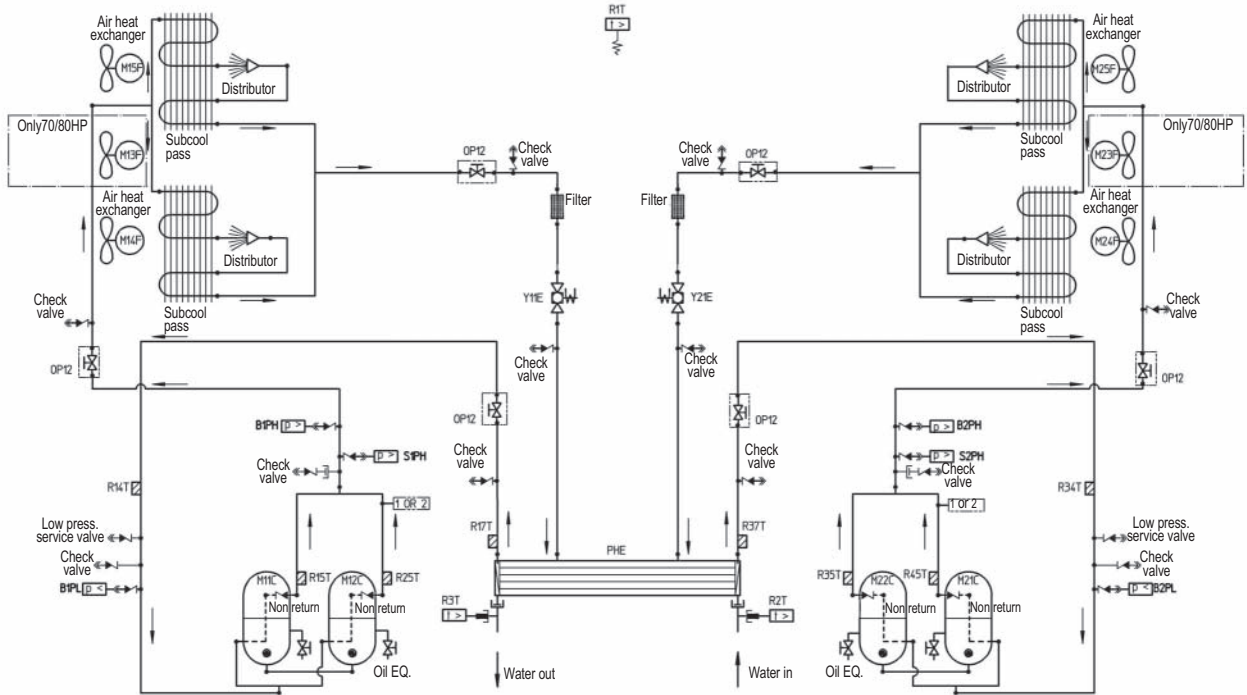 Air heat
exchanger
M15F
Distributor
Only70/80HP
M13F
Subcool
pass
Air heat
exchanger
M14F
Distributor
Subcool
pass
Check
valve
OP12
R1T
t >
OP12
Check
valve
Filter
Y11E
Check
valve
OP12
Check
valve
Check
valve
OP12
Filter
Y21E
Check
valve
OP12
Check
valve
Air heat
exchanger
M25F
Distributor
Only70/80HP
M23F
Subcool
pass
Air heat
exchanger
M24F
Distributor
Subcool
pass
Check
valve
OP12
B1PH
p >
p >
S1PH
Check
valve
R14T
1 OR 2
Low press.
service valve
Check
valve
B1PL
p <
M11C
R15T
M12C
R25T
Non return
Non return
Oil EQ.
R17T
PHE
R37T
R3T
t >
t >
R2T
Water out
Water in
p >
B2PH
p >
S2PH
Check
valve
1 or 2
R34T
Low press.
service valve
Check
valve
p <
B2PL
R35T
M22C
R45T
M21C
Non return
Non return
Oil EQ.